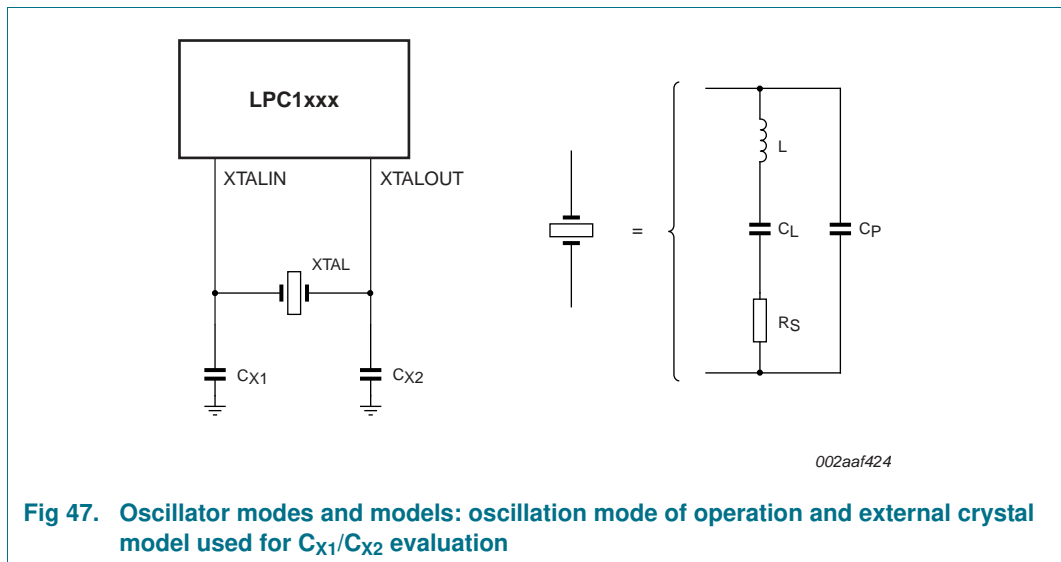 LPC1xxx
XTALIN
XTALOUT
XTAL
CX1
CX2
=
L
CL
CP
RS
002aaf424
Fig 47. Oscillator modes and models: oscillation mode of operation and external crystal
model used for CX1/CX2 evaluation